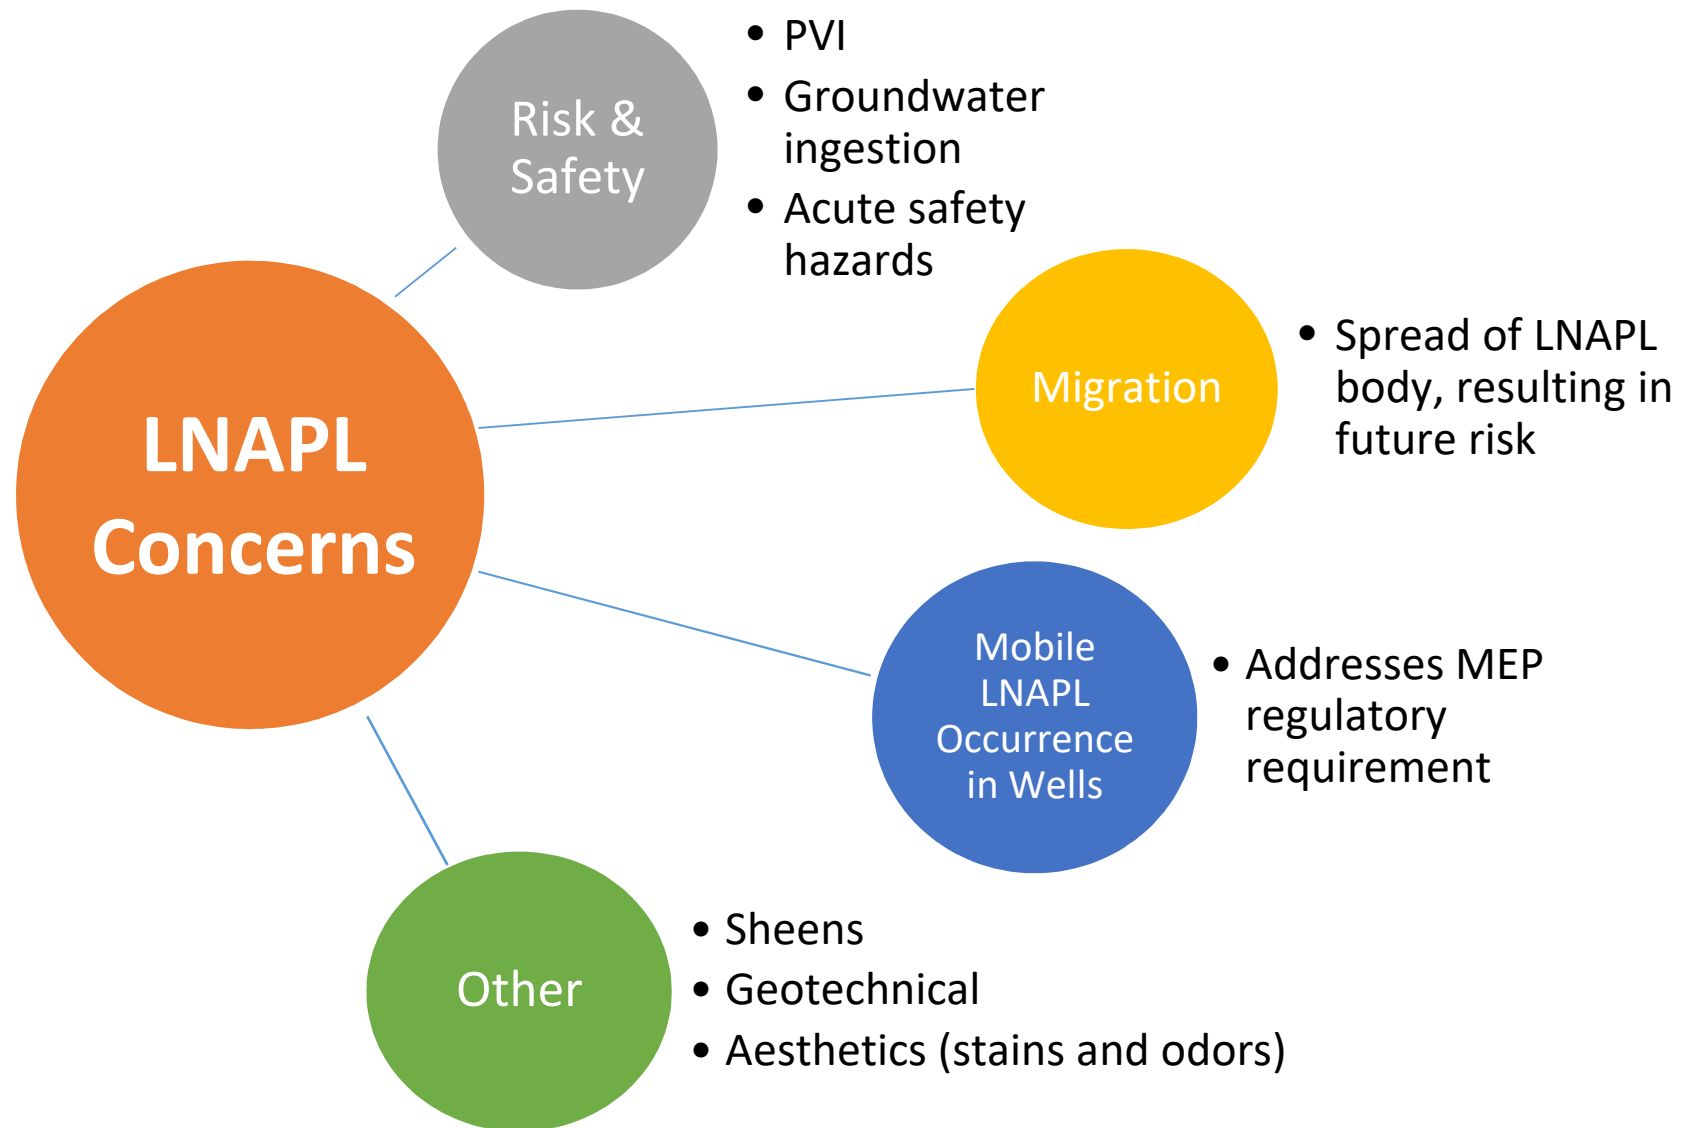 LNAPL
Concerns
Risk &
Safety
• PVI
• Groundwater
ingestion
• Acute safety
hazards
Migration
• Spread of LNAPL
body, resulting in
future risk
Mobile
LNAPL
Occurrence
in Wells
• Addresses MEP
regulatory
requirement
Other
• Sheens
• Geotechnical
• Aesthetics (stains and odors)